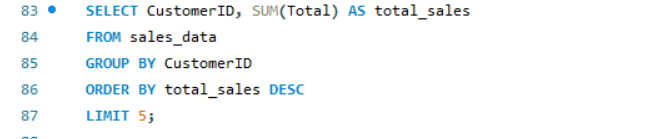 83 SELECT CustomerID, SUM(Total) AS total_sales
84 FROM sales_data
85 GROUP BY CustomerID
86 ORDER BY total_sales DESC
87 LIMIT 5;